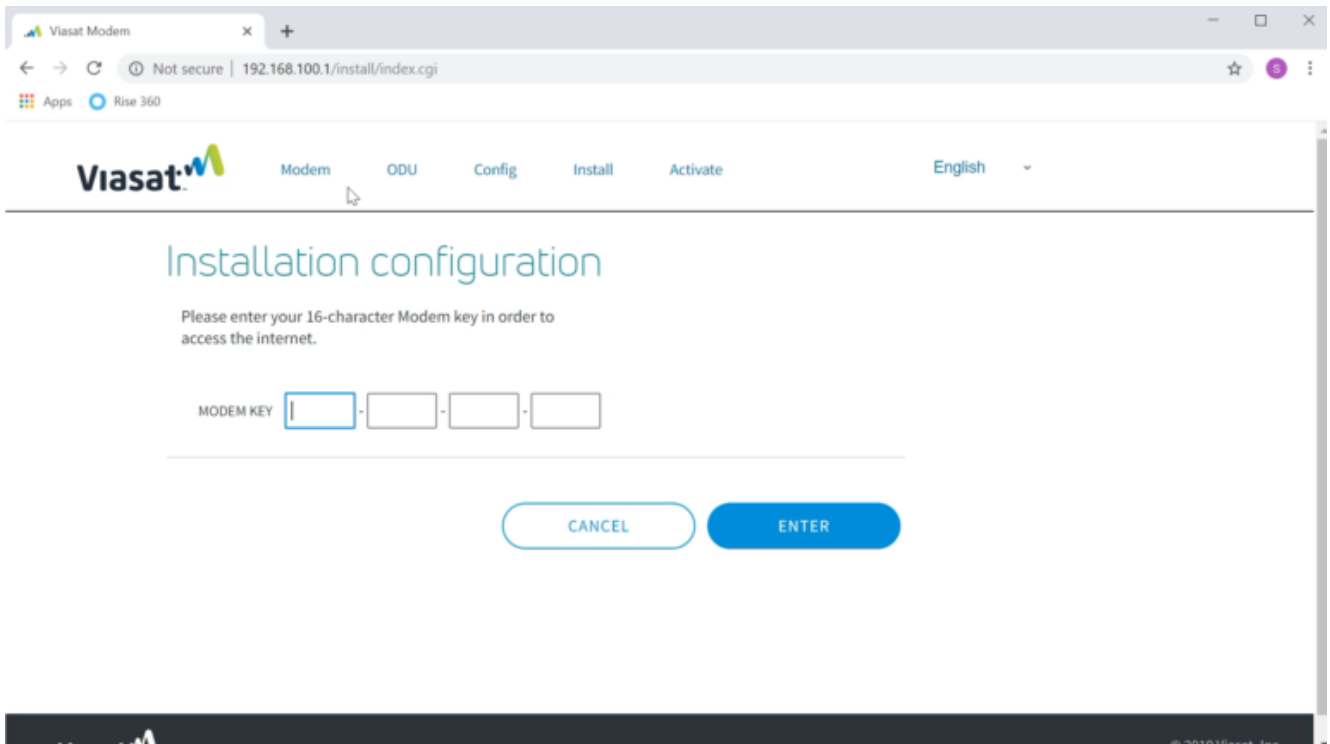 Viasat Modem
Not secure | 192.168.100.1/install/index.cgi
S
Apps Rise 360
Viasat
Modem ODU Config Install Activate English
Installation configuration
Please enter your 16-character Modem key in order to
access the internet.
MODEM KEY - - -
CANCEL ENTER